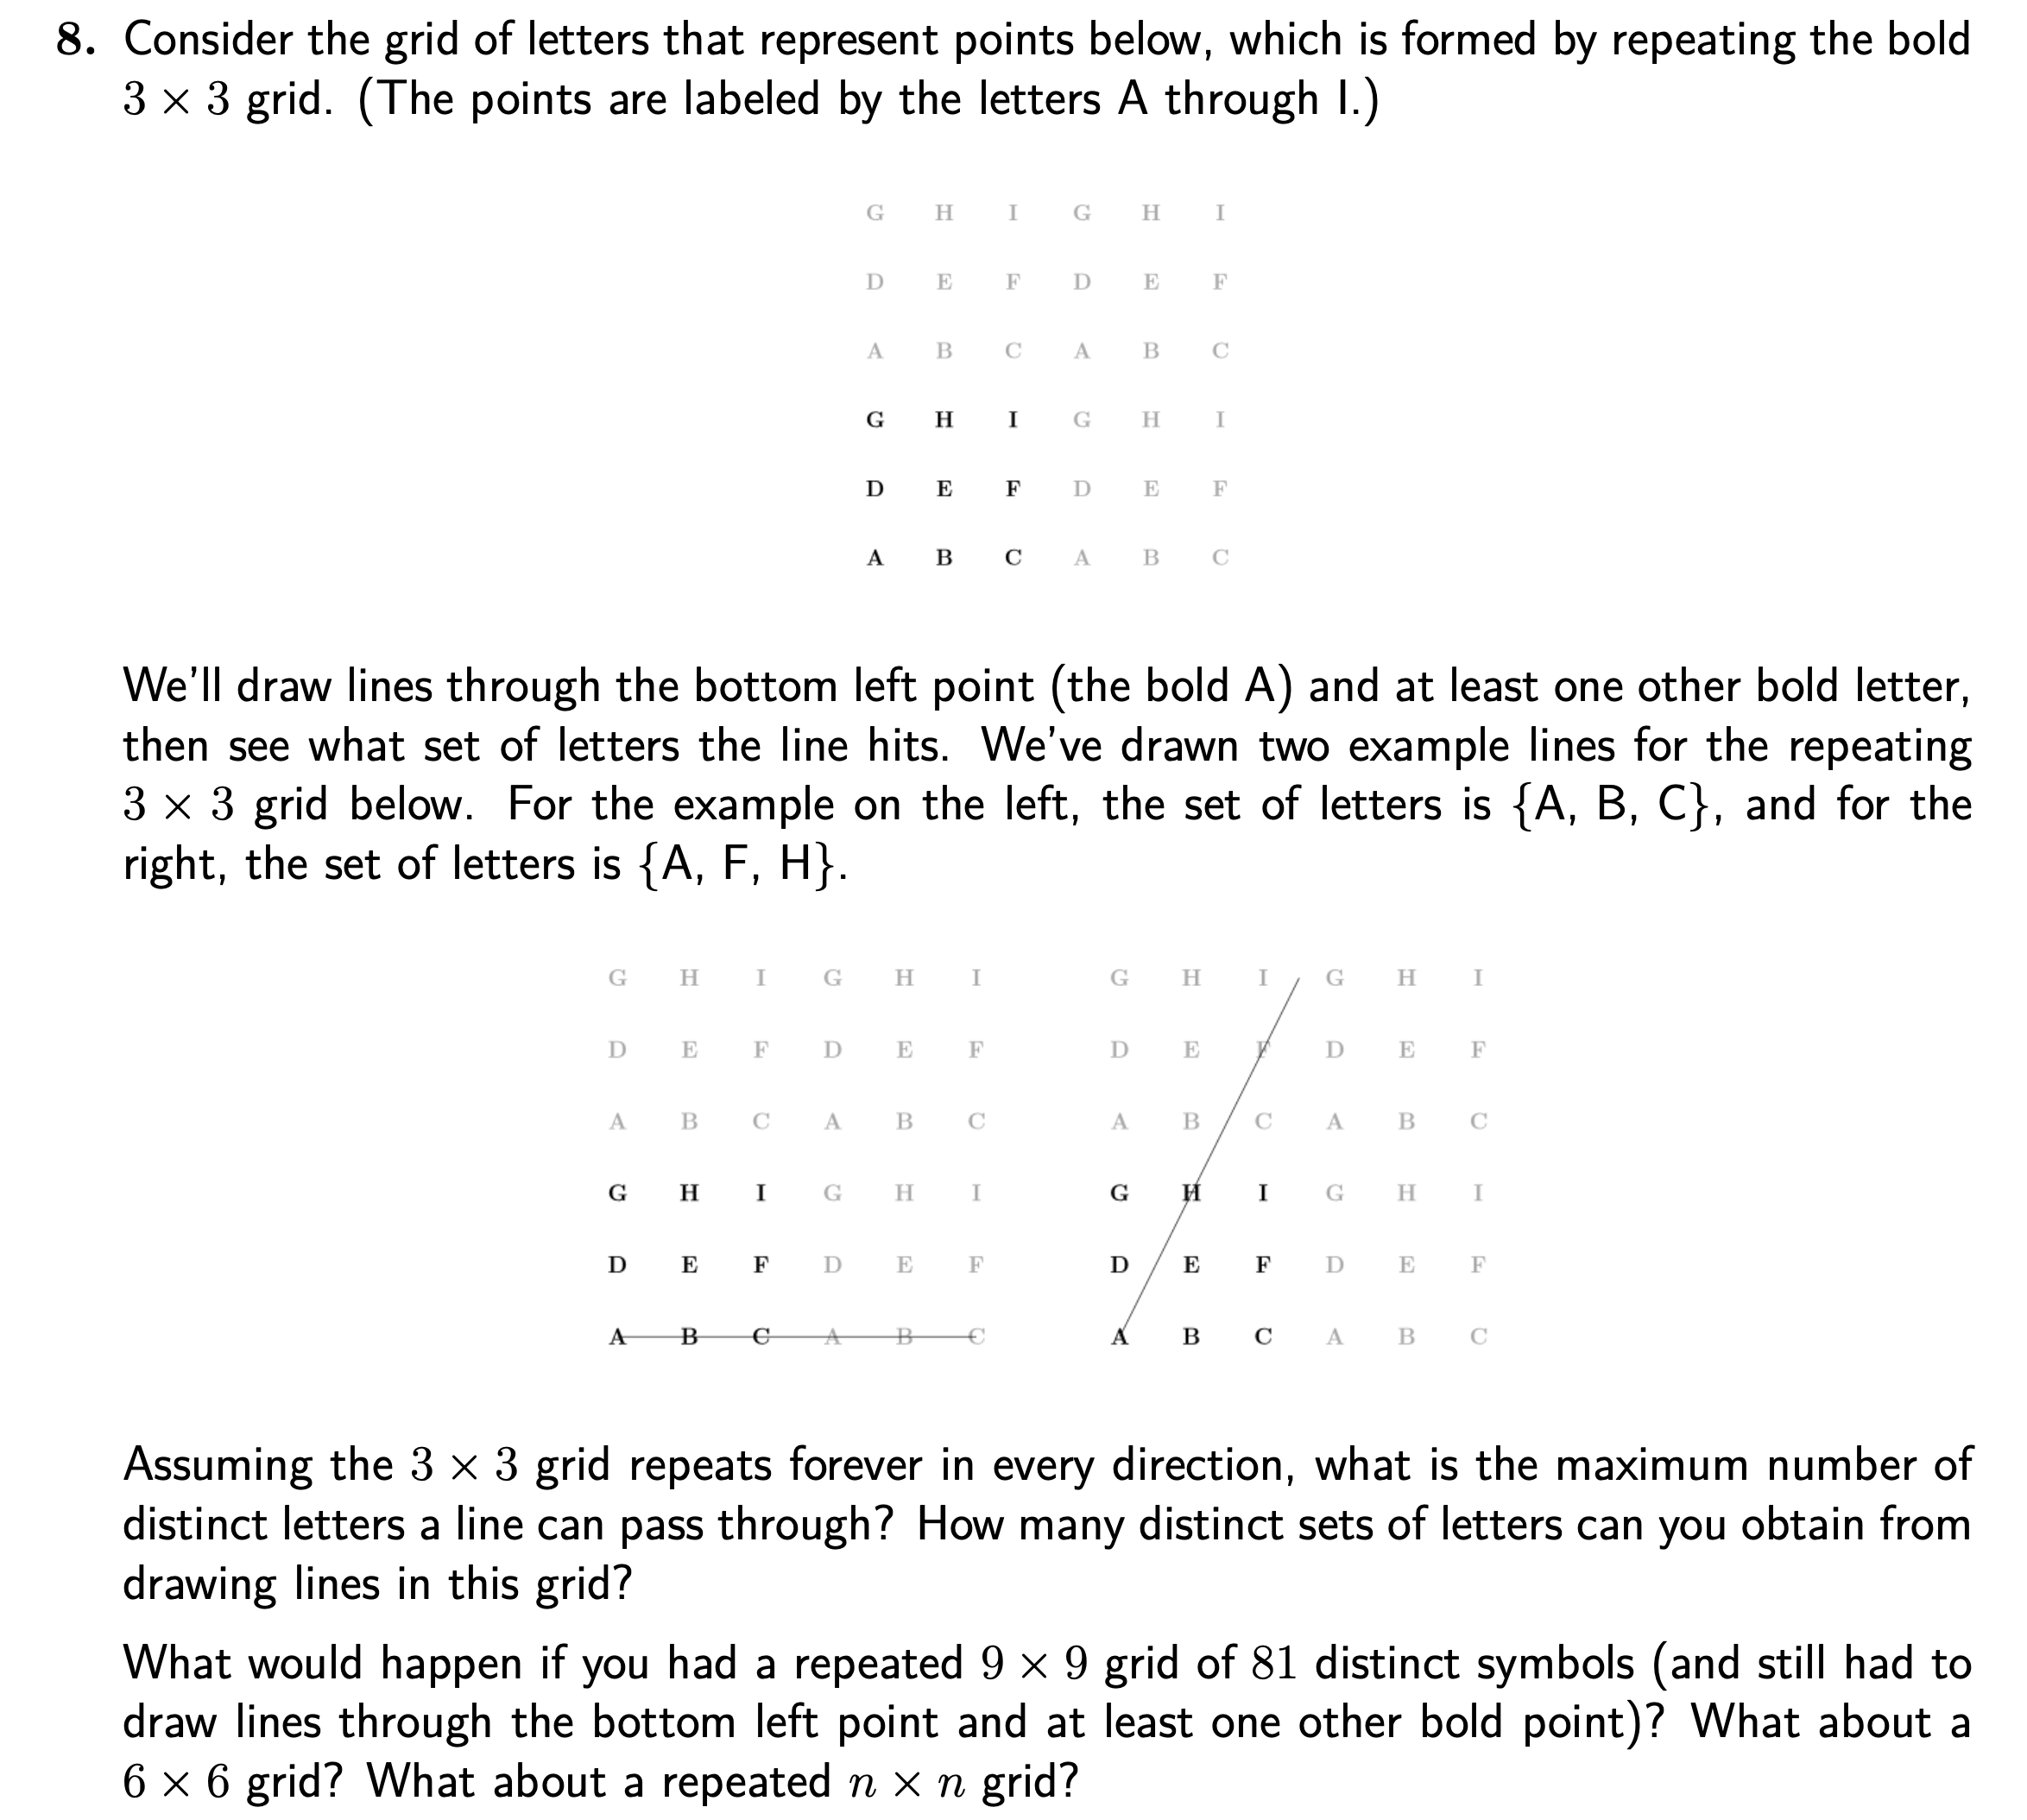 8. Consider the grid of letters that represent points below, which is formed by repeating the bold
3 × 3 grid. (The points are labeled by the letters A through I.)
G H I G H I
D E F D E F
A B C A B C
G H I G H I
D E F D E F
A B C A B C
We'll draw lines through the bottom left point (the bold A) and at least one other bold letter,
then see what set of letters the line hits. We've drawn two example lines for the repeating
3 × 3 grid below. For the example on the left, the set of letters is {A, B, C}, and for the
right, the set of letters is {A, F, H}.
G H I G H I G H I G H I
D E F D E F D E F D E F
A B C A B C A B C A B C
G H I G H I G H I G H I
D E F D E F D E F D E F
A B C A B C A B C A B C
Assuming the 3 × 3 grid repeats forever in every direction, what is the maximum number of
distinct letters a line can pass through? How many distinct sets of letters can you obtain from
drawing lines in this grid?
What would happen if you had a repeated 9 × 9 grid of 81 distinct symbols (and still had to
draw lines through the bottom left point and at least one other bold point)? What about a
6 × 6 grid? What about a repeated n × n grid?